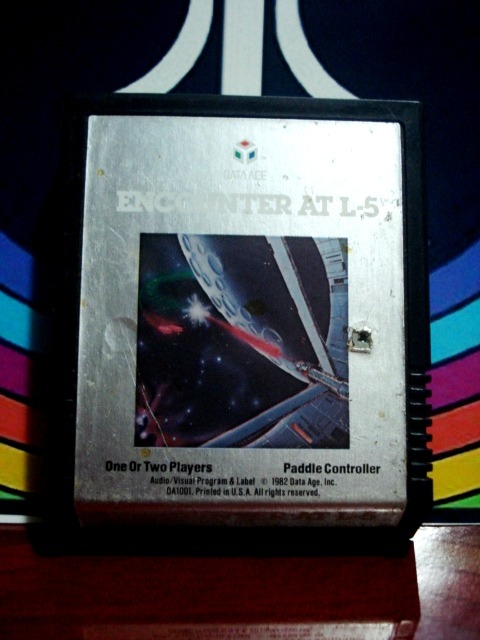 DATA AGE
ENCOUNTER AT L-5
One Or Two Players
Paddle Controller
Audio/Visual Program & Label © 1982 Data Age, Inc.
DA1001. Printed in U.S.A. All rights reserved.